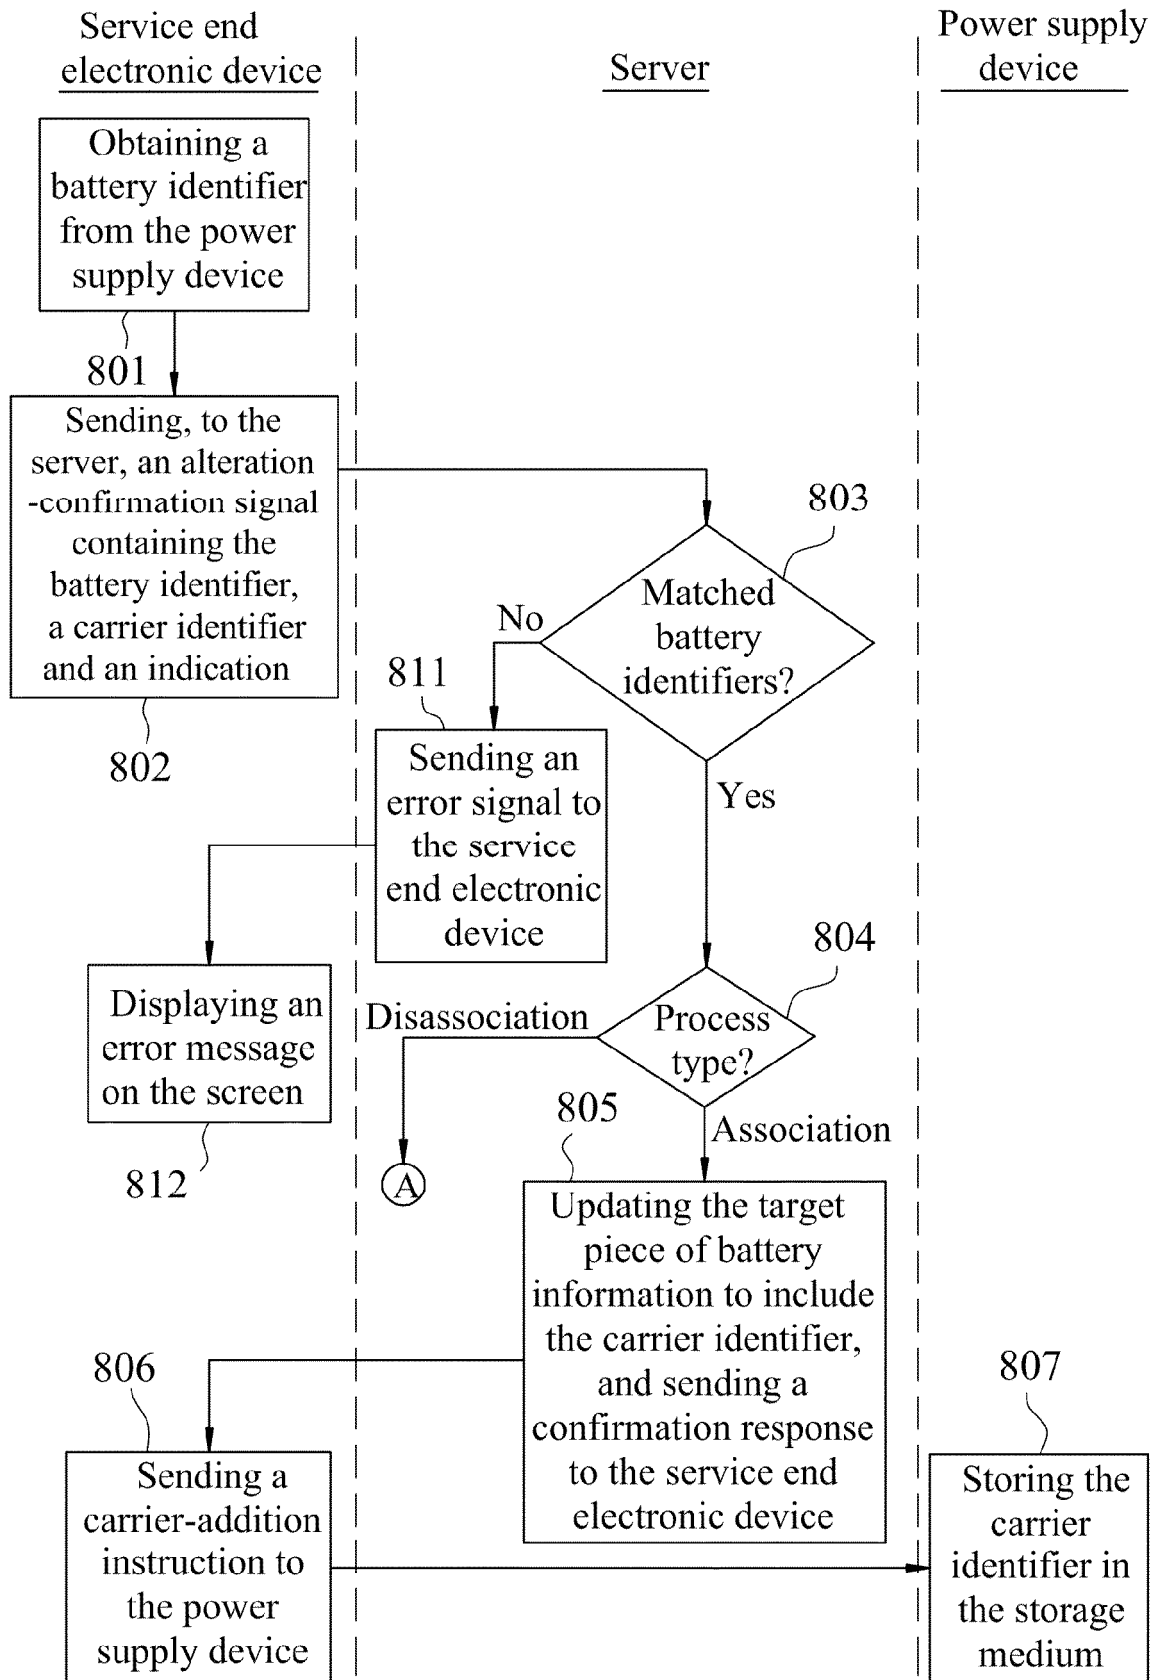 Service end
electronic device
Server
Power supply
device
Obtaining a
battery identifier
from the power
supply device
801
Sending, to the
server, an alteration
-confirmation signal
containing the
battery identifier,
a carrier identifier
and an indication
802
803
Matched
battery
identifiers?
No
Yes
811
Sending an
error signal to
the service
end electronic
device
Displaying an
error message
on the screen
812
804
Process
type?
Disassociation
A
Association
805
Updating the target
piece of battery
information to include
the carrier identifier,
and sending a
confirmation response
to the service end
electronic device
806
Sending a
carrier-addition
instruction to
the power
supply device
807
Storing the
carrier
identifier in
the storage
medium